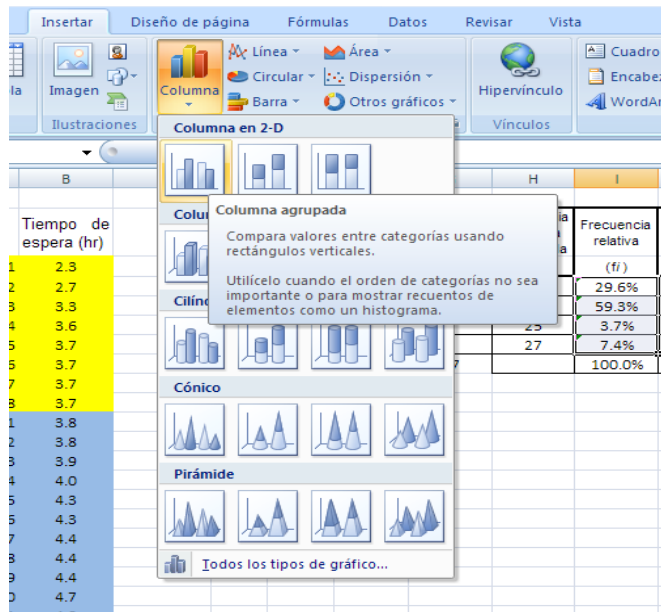 Insertar Diseño de página Fórmulas Datos Revisar Vista
Imagen
Columna
Línea Área
Circular Dispersión
Barra Otros gráficos
Hipervínculo
Cuadro
Ilustraciones
Vínculos
Columna en 2-D
B H I
Columna agrupada
Compara valores entre categorías usando
rectángulos verticales.
Utilícelo cuando el orden de categorías no sea
importante o para mostrar recuentos de
elementos como un histograma.
Tiempo de
espera (hr)
Frecuencia
relativa
(fi)
2.3
29.6%
2.7
59.3%
3.3
25 3.7%
3.6
27 7.4%
3.7
100.0%
3.7
3.7
3.7
3.8
3.8
3.9
4.0
4.3
4.3
4.4
4.4
4.4
4.7
Cónico
Pirámide
Todos los tipos de gráfico...